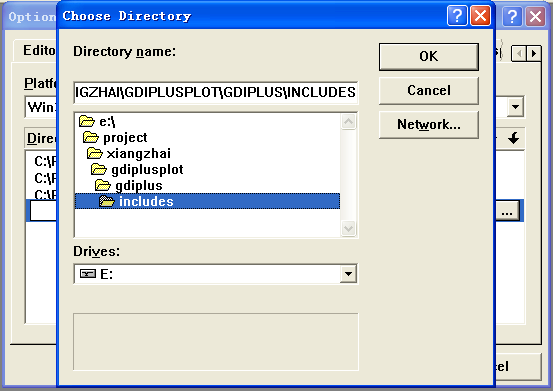 Option
Choose Directory
Edito
Directory name:
OK
Platfo
IGZHAI\GDIPLUSPLOT\GDIPLUS\INCLUDES
Cancel
Win
e:\
project
Network...
Direc
xiangzhai
C:\F
gdiplusplot
C:\F
gdiplus
C:\F
includes
...
Drives:
E:
cel